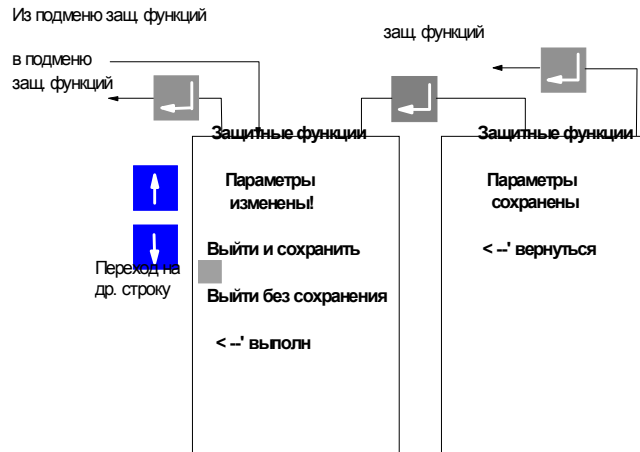 Из подменю защ. функций
защ. функций
в подменю
защ. функций
Защитные функции
Параметры
изменены!
Выйти и сохранить
Выйти без сохранения
< --' выполн
Переход на
др. строку
Защитные функции
Параметры
сохранены
< --' вернуться